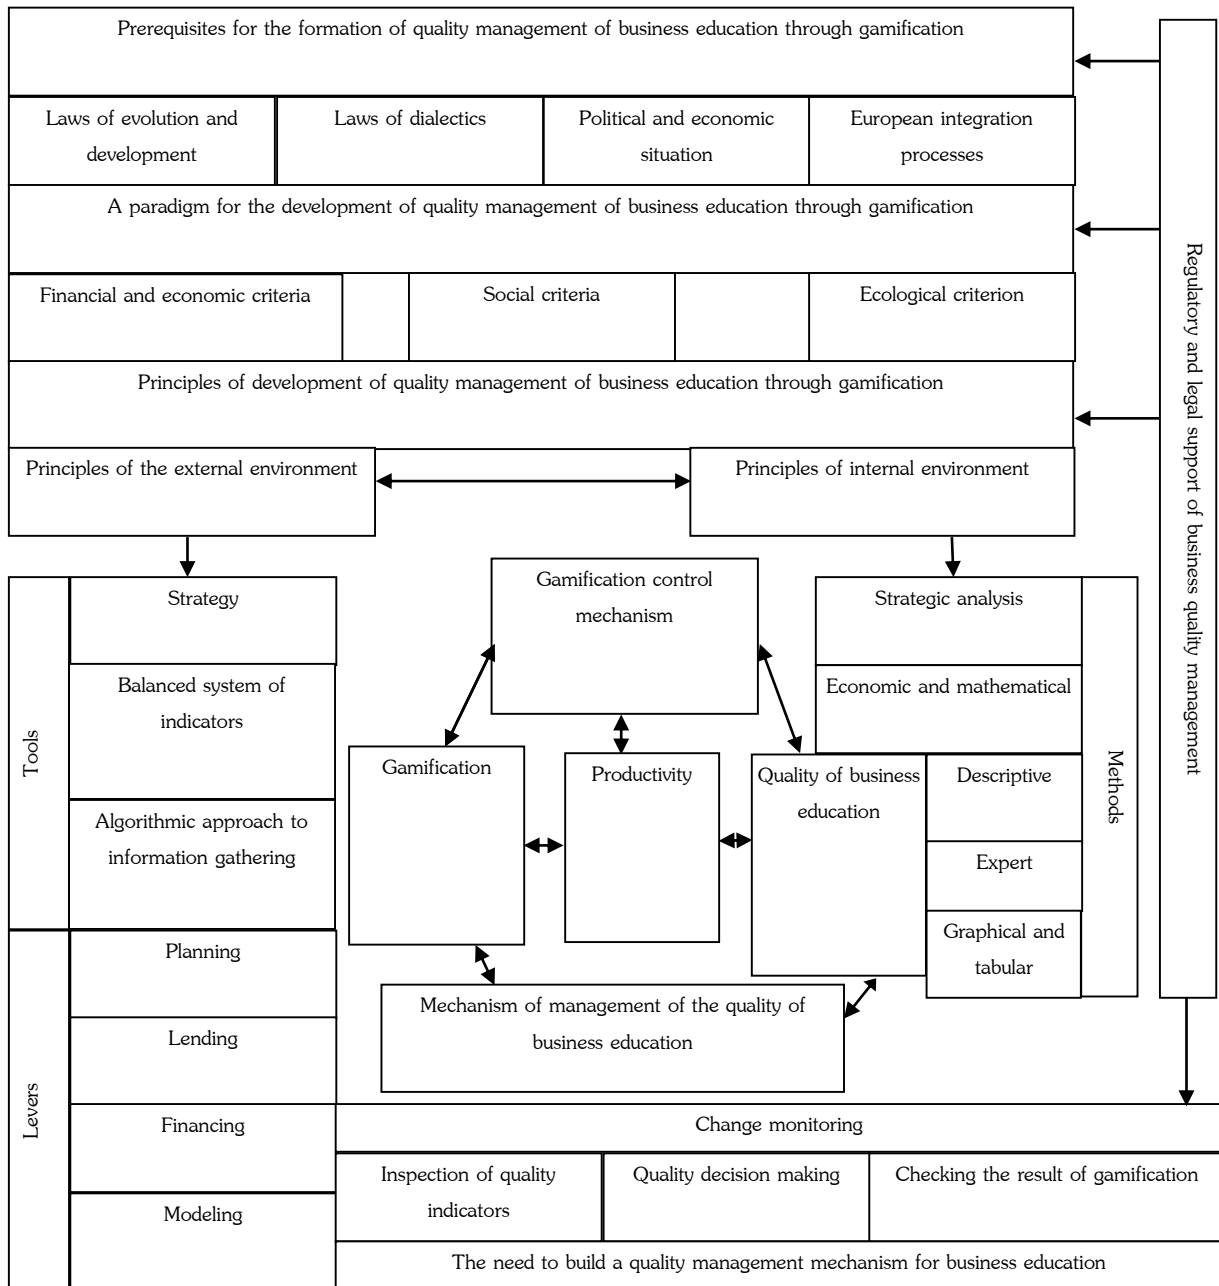 Prerequisites for the formation of quality management of business education through gamification
Laws of evolution and
development
Laws of dialectics
Political and economic
situation
European integration
processes
A paradigm for the development of quality management of business education through gamification
Financial and economic criteria
Social criteria
Ecological criterion
Principles of development of quality management of business education through gamification
Principles of the external environment
Principles of internal environment
Regulatory and legal support of business quality management
Tools
Strategy
Balanced system of
indicators
Algorithmic approach to
information gathering
Gamification control
mechanism
Gamification
Productivity
Quality of business
education
Mechanism of management of the quality of
business education
Strategic analysis
Economic and mathematical
Descriptive
Expert
Graphical and
tabular
Methods
Levers
Planning
Lending
Financing
Modeling
Change monitoring
Inspection of quality
indicators
Quality decision making
Checking the result of gamification
The need to build a quality management mechanism for business education